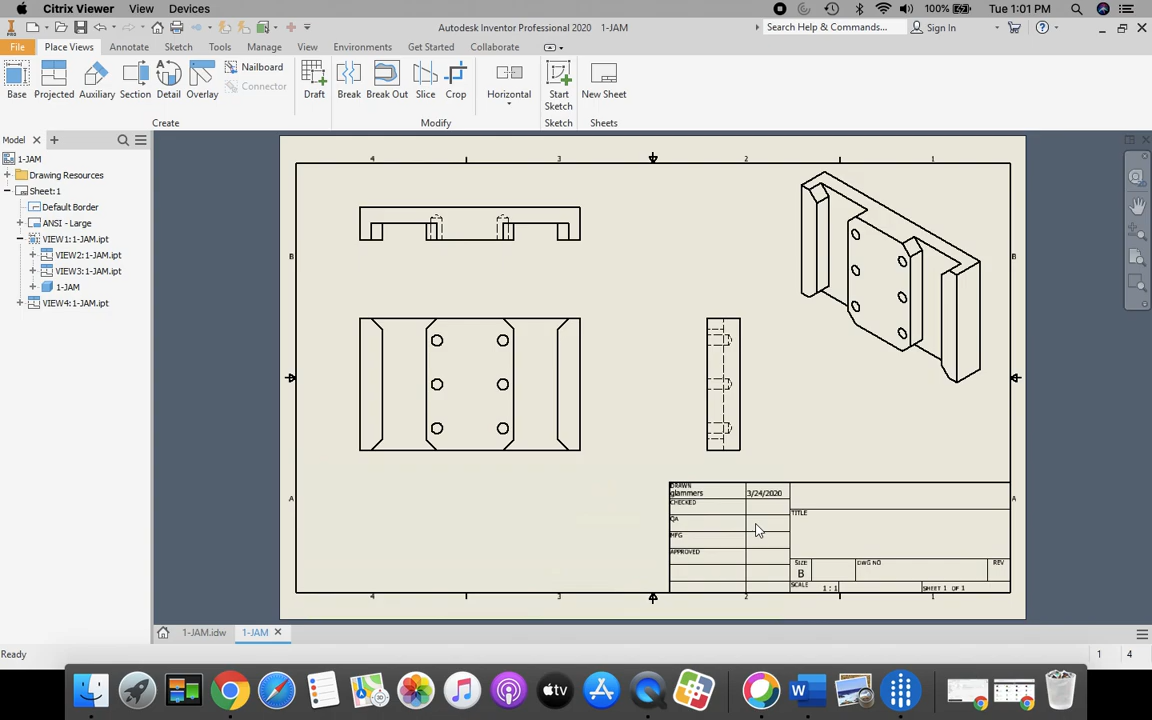 Citrix Viewer View Devices 100% Tue 1:01 PM
Autodesk Inventor Professional 2020 1-JAM Search Help & Commands... Sign In
File Place Views Annotate Sketch Tools Manage View Environments Get Started Collaborate
Base Projected Auxiliary Section Detail Overlay Nailboard Connector Draft Break Break Out Slice Crop Horizontal Start Sketch New Sheet
Create Modify Sketch Sheets
Model
1-JAM
Drawing Resources
Sheet:1
Default Border
ANSI - Large
VIEW1:1-JAM.ipt
VIEW2:1-JAM.ipt
VIEW3:1-JAM.ipt
1-JAM
VIEW4:1-JAM.ipt
4 3 2 1
B B
A A
DRAWN
glammers 3/24/2020
CHECKED
QA
MFG
APPROVED
TITLE
SIZE
B
DWG NO
REV
SCALE
1 : 1
SHEET 1 OF 1
4 3 2 1
1-JAM.idw 1-JAM
Ready 1 4
tv